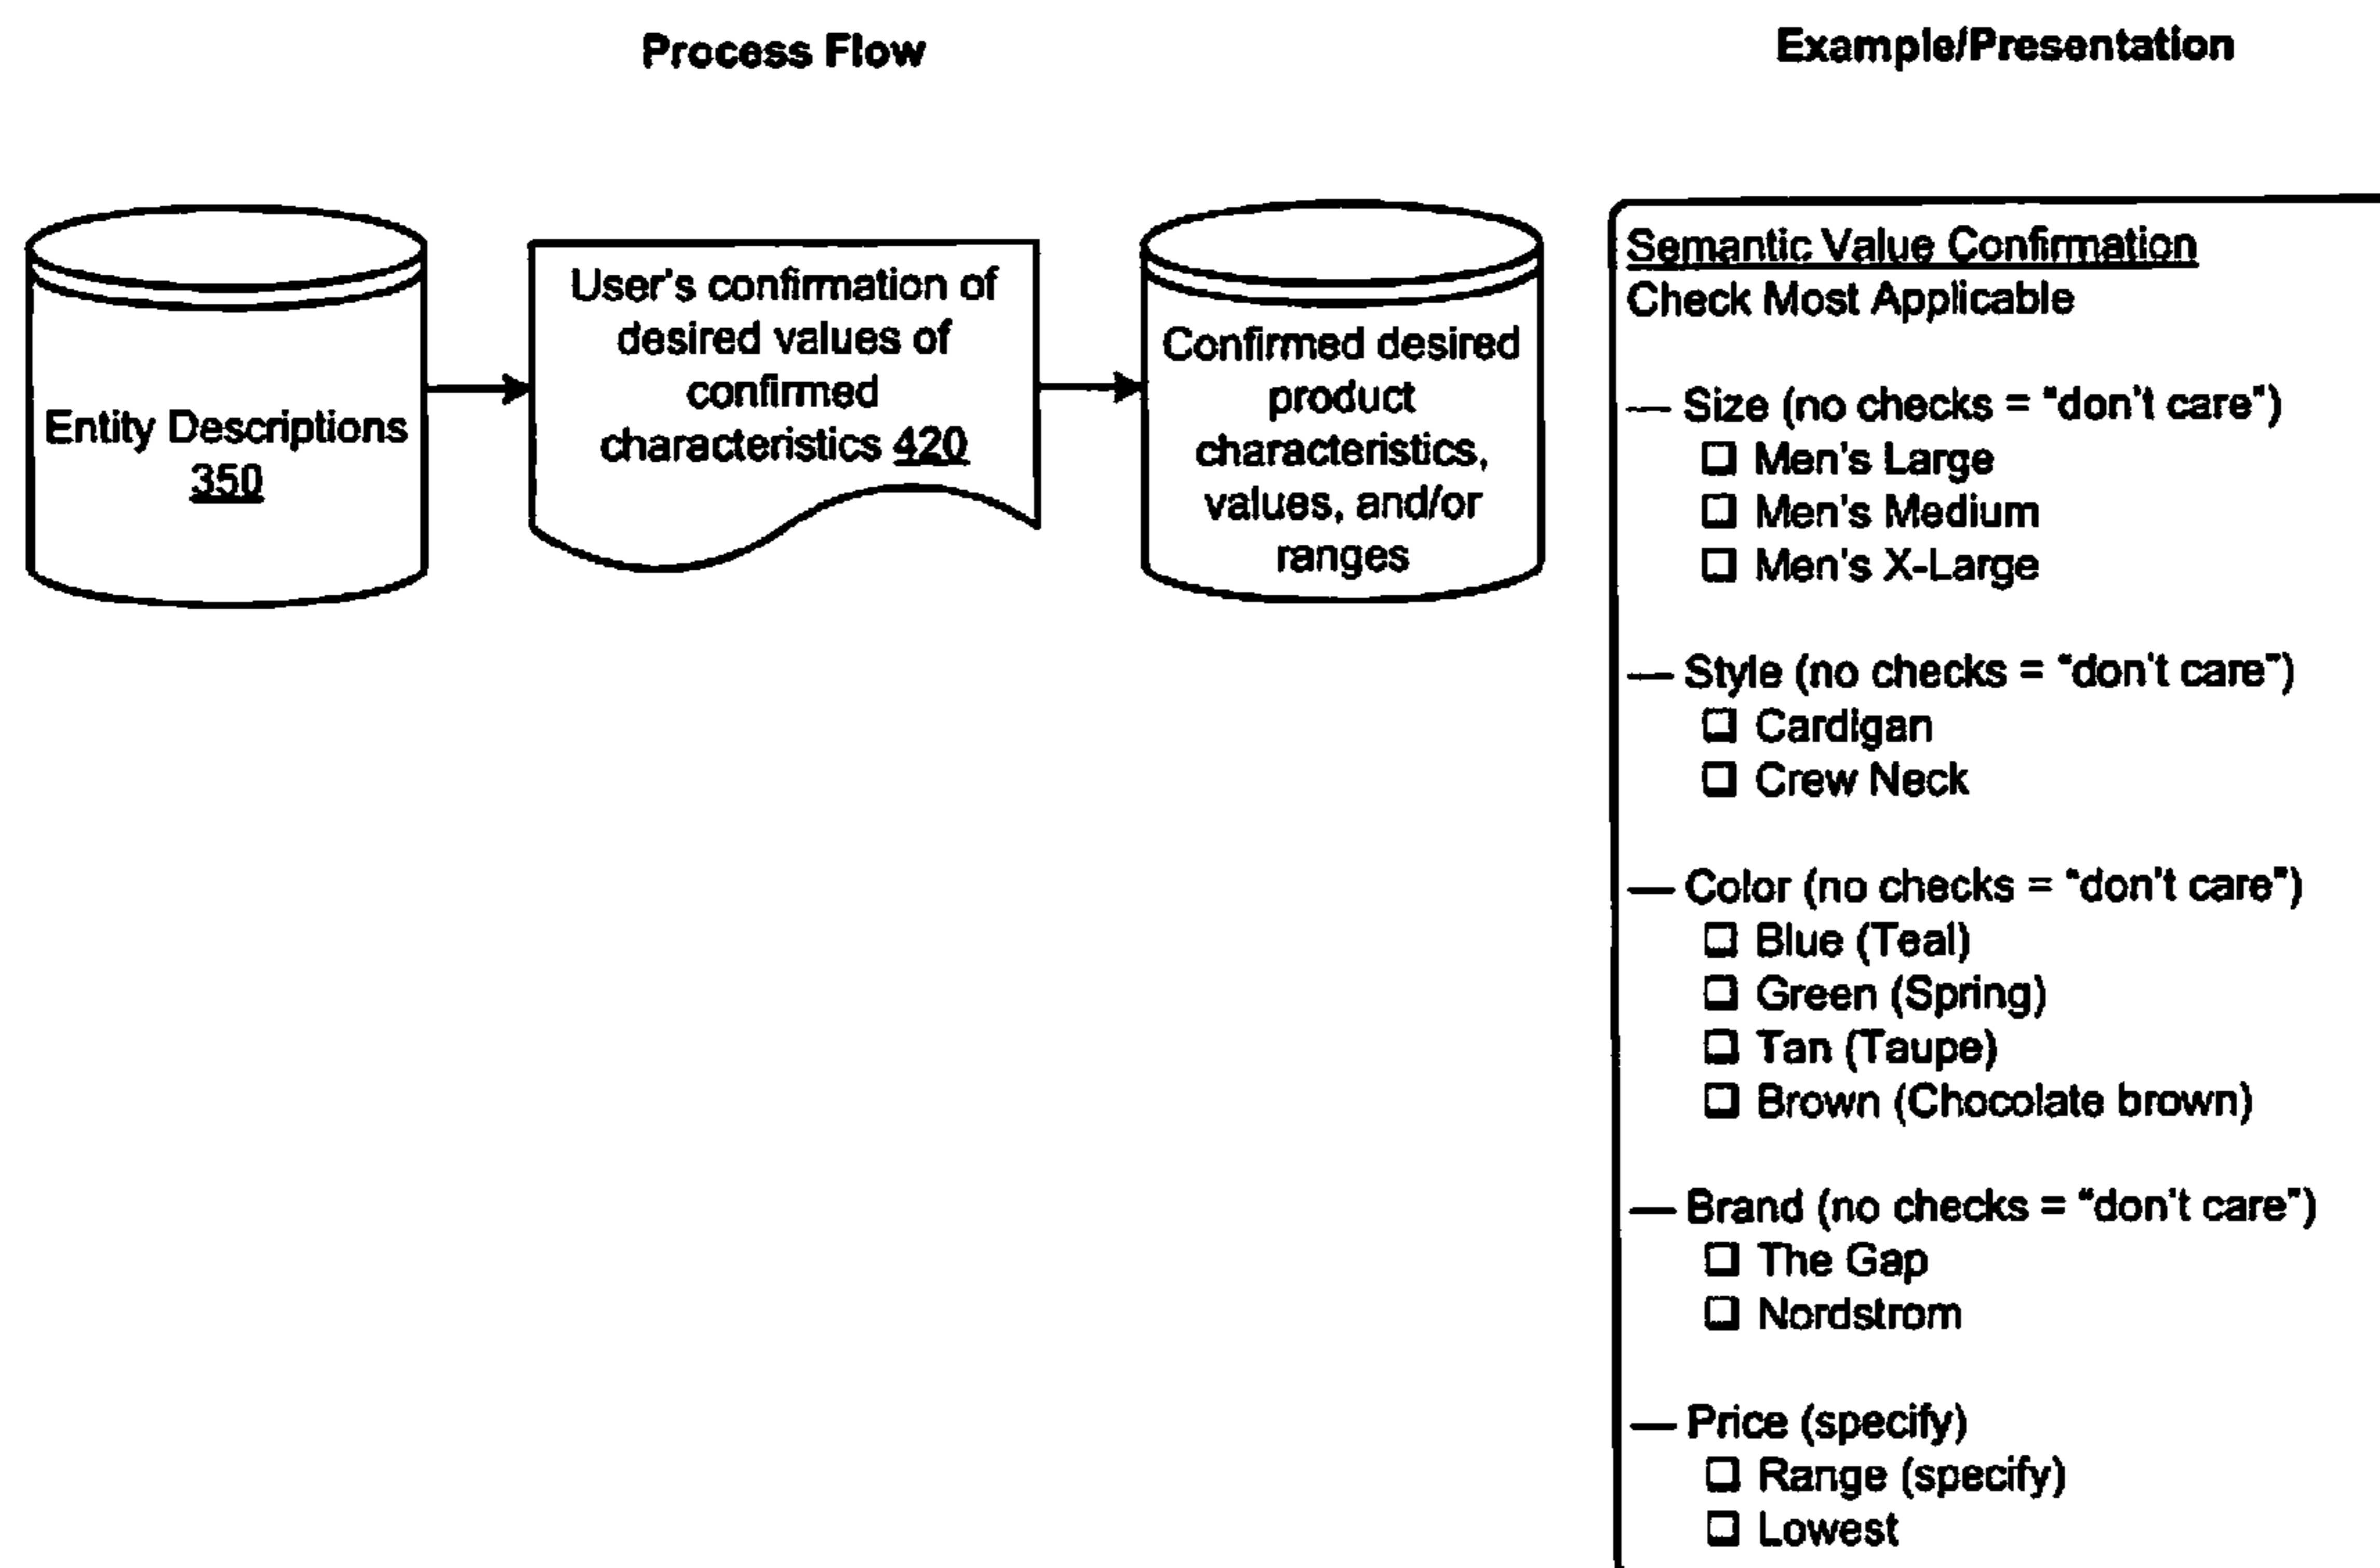 Process Flow
Example/Presentation
Entity Descriptions
350
User's confirmation of
desired values of
confirmed
characteristics 420
Confirmed desired
product
characteristics,
values, and/or
ranges
Semantic Value Confirmation
Check Most Applicable
— Size (no checks = "don't care")
❑ Men's Large
❑ Men's Medium
❑ Men's X-Large
— Style (no checks = "don't care")
❑ Cardigan
❑ Crew Neck
— Color (no checks = "don't care")
❑ Blue (Teal)
❑ Green (Spring)
❑ Tan (Taupe)
❑ Brown (Chocolate brown)
— Brand (no checks = "don't care")
❑ The Gap
❑ Nordstrom
— Price (specify)
❑ Range (specify)
❑ Lowest